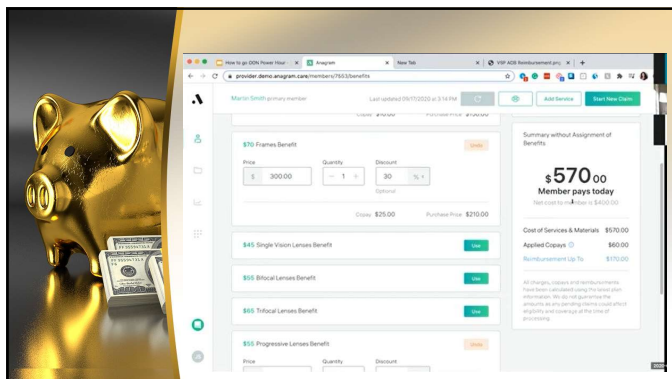 How to go OON Power Hour -
Anagram
New Tab
VSP AOB Reimbursement.png
provider.demo.anagram.care/members/7653/benefits
Martin Smith primary member
Last updated 09/17/2020 at 3:14 PM
Add Service
Start New Claim
Copay $10.00 Purchase Price
$70 Frames Benefit
Undo
Price Quantity Discount
$ 300.00 − 1 + 30 %
Optional
Copay $25.00 Purchase Price $210.00
$45 Single Vision Lenses Benefit
Use
$55 Bifocal Lenses Benefit
Use
$65 Trifocal Lenses Benefit
Use
$55 Progressive Lenses Benefit
Undo
Price Quantity Discount
Summary without Assignment of
Benefits
$570.00
Member pays today
Net cost to member is $400.00
Cost of Services & Materials $570.00
Applied Copays $60.00
Reimbursement Up To $170.00
All charges, copays and reimbursements
have been calculated using the latest plan
information. We do not guarantee the
amounts as any pending claims could affect
eligibility and coverage at the time of
processing.